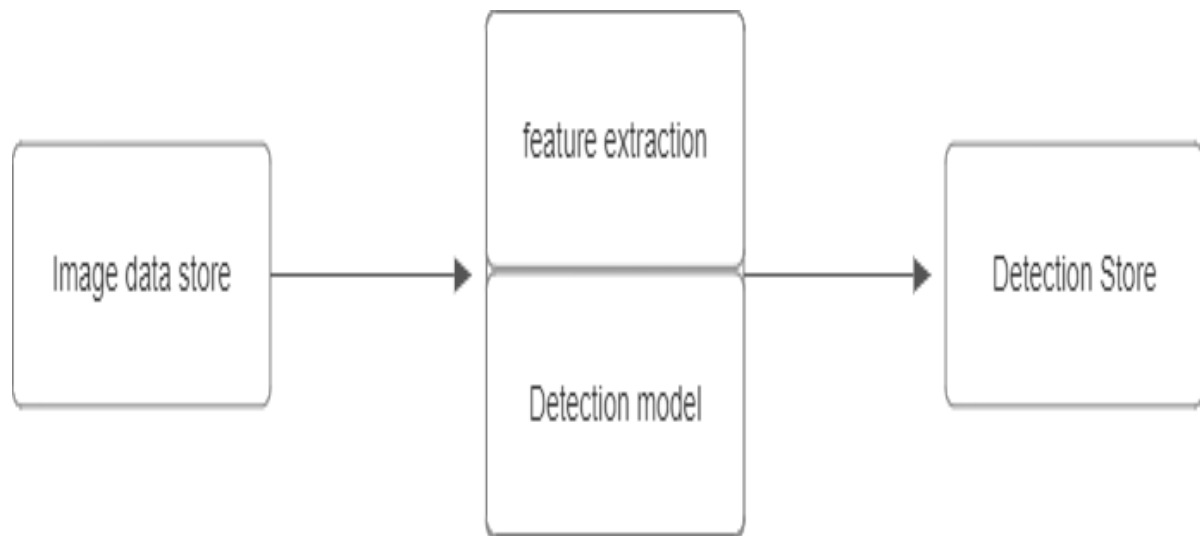 feature extraction
Image data store
Detection Store
Detection model